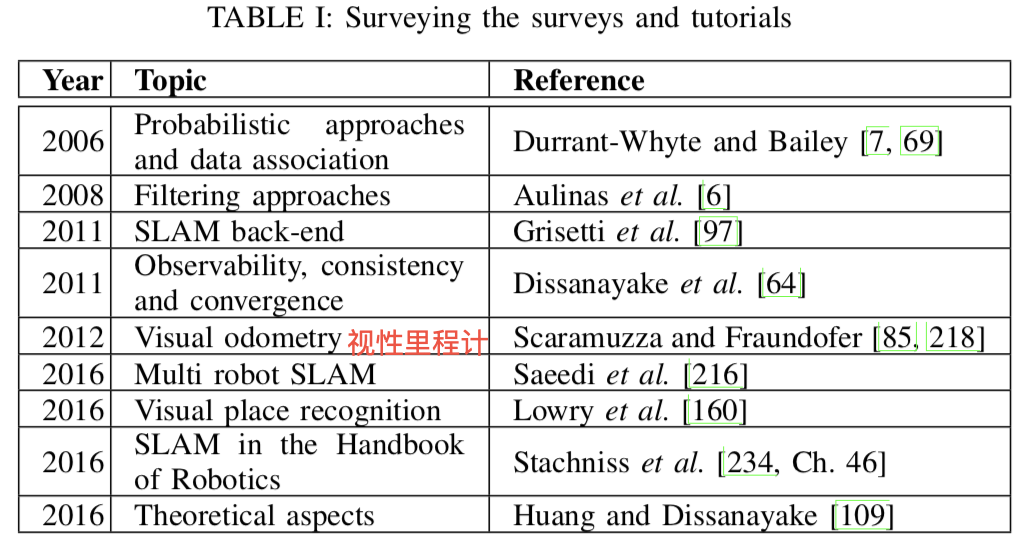 TABLE I: Surveying the surveys and tutorials
Year Topic Reference
2006 Probabilistic approaches and data association Durrant-Whyte and Bailey [7, 69]
2008 Filtering approaches Aulinas et al. [6]
2011 SLAM back-end Grisetti et al. [97]
2011 Observability, consistency and convergence Dissanayake et al. [64]
2012 Visual odometry 视性里程计 Scaramuzza and Fraundofer [85, 218]
2016 Multi robot SLAM Saeedi et al. [216]
2016 Visual place recognition Lowry et al. [160]
2016 SLAM in the Handbook of Robotics Stachniss et al. [234, Ch. 46]
2016 Theoretical aspects Huang and Dissanayake [109]